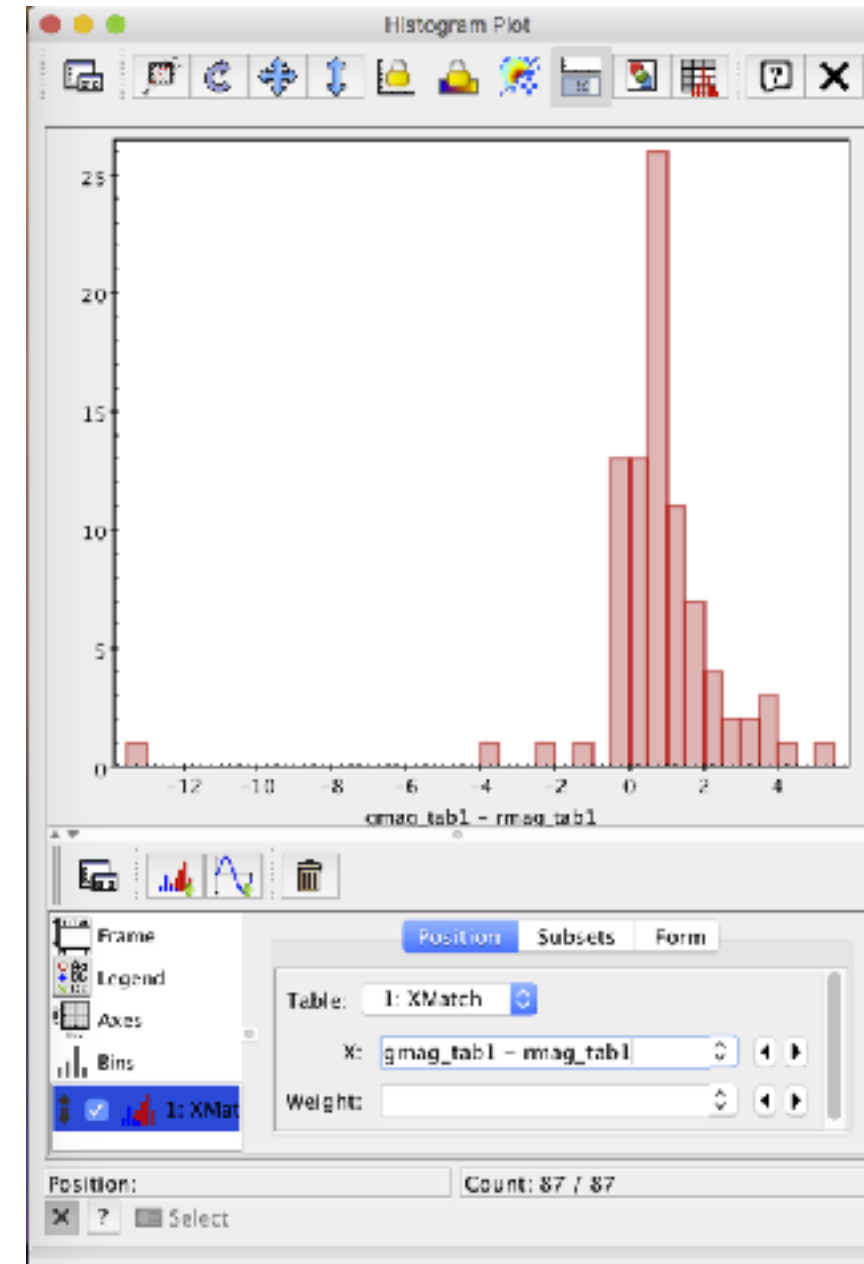 Histogram Plot
25
20
15
10
5
0
-12 -10 -8 -6 -4 -2 0 2 4
gmag_tab1 - rmag_tab1
Position Subsets Form
Frame
Legend
Axes
Bins
1: XMat
Table: 1: XMatch
X: gmag_tab1 - rmag_tab1
Weight:
Position: Count: 87 / 87
? Select